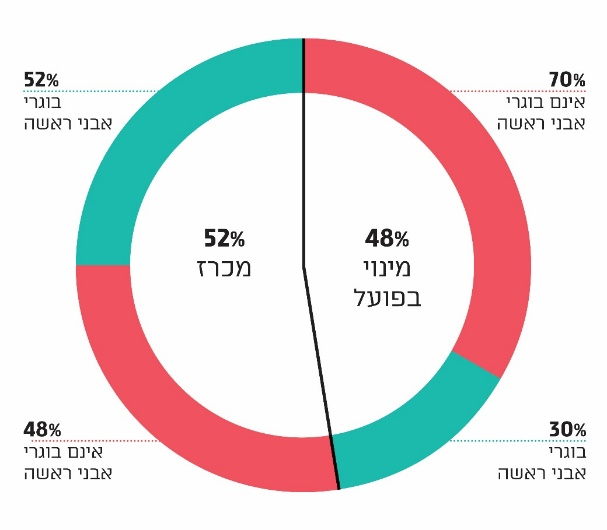 70%
אינם בוגרי
אבני ראשה
52%
בוגרי
אבני ראשה
48%
מינוי
בפועל
52%
מכרז
30%
בוגרי
אבני ראשה
48%
אינם בוגרי
אבני ראשה